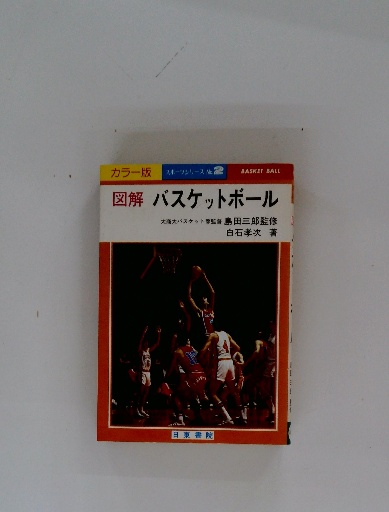 カラー版
スポーツシリーズ No.2
BASKET BALL
図解 バスケットボール
島田三郎監修
白石孝次 著
4
日東書院